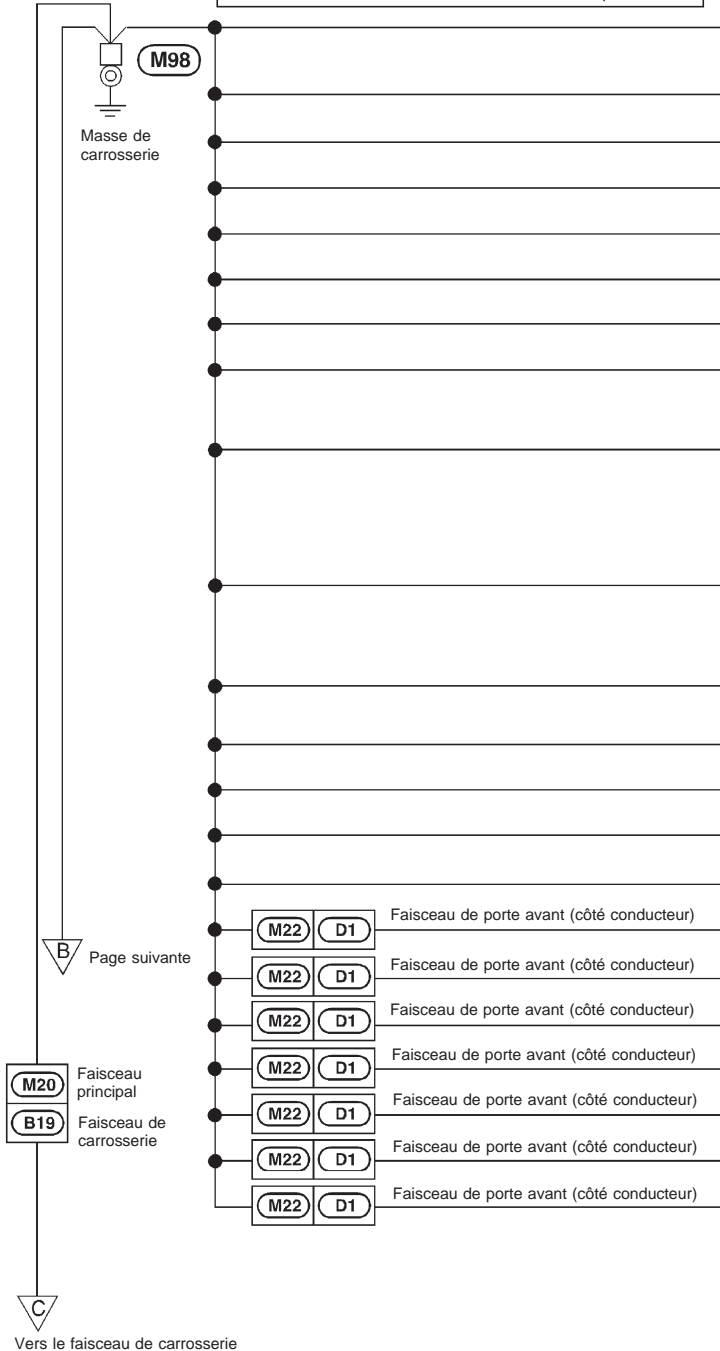 M98
Masse de
carrosserie
M22 D1 Faisceau de porte avant (côté conducteur)
B Page suivante
M22 D1 Faisceau de porte avant (côté conducteur)
M22 D1 Faisceau de porte avant (côté conducteur)
M22 D1 Faisceau de porte avant (côté conducteur)
M20 Faisceau
principal
M22 D1 Faisceau de porte avant (côté conducteur)
B19 Faisceau de
carrosserie
M22 D1 Faisceau de porte avant (côté conducteur)
M22 D1 Faisceau de porte avant (côté conducteur)
C
Vers le faisceau de carrosserie